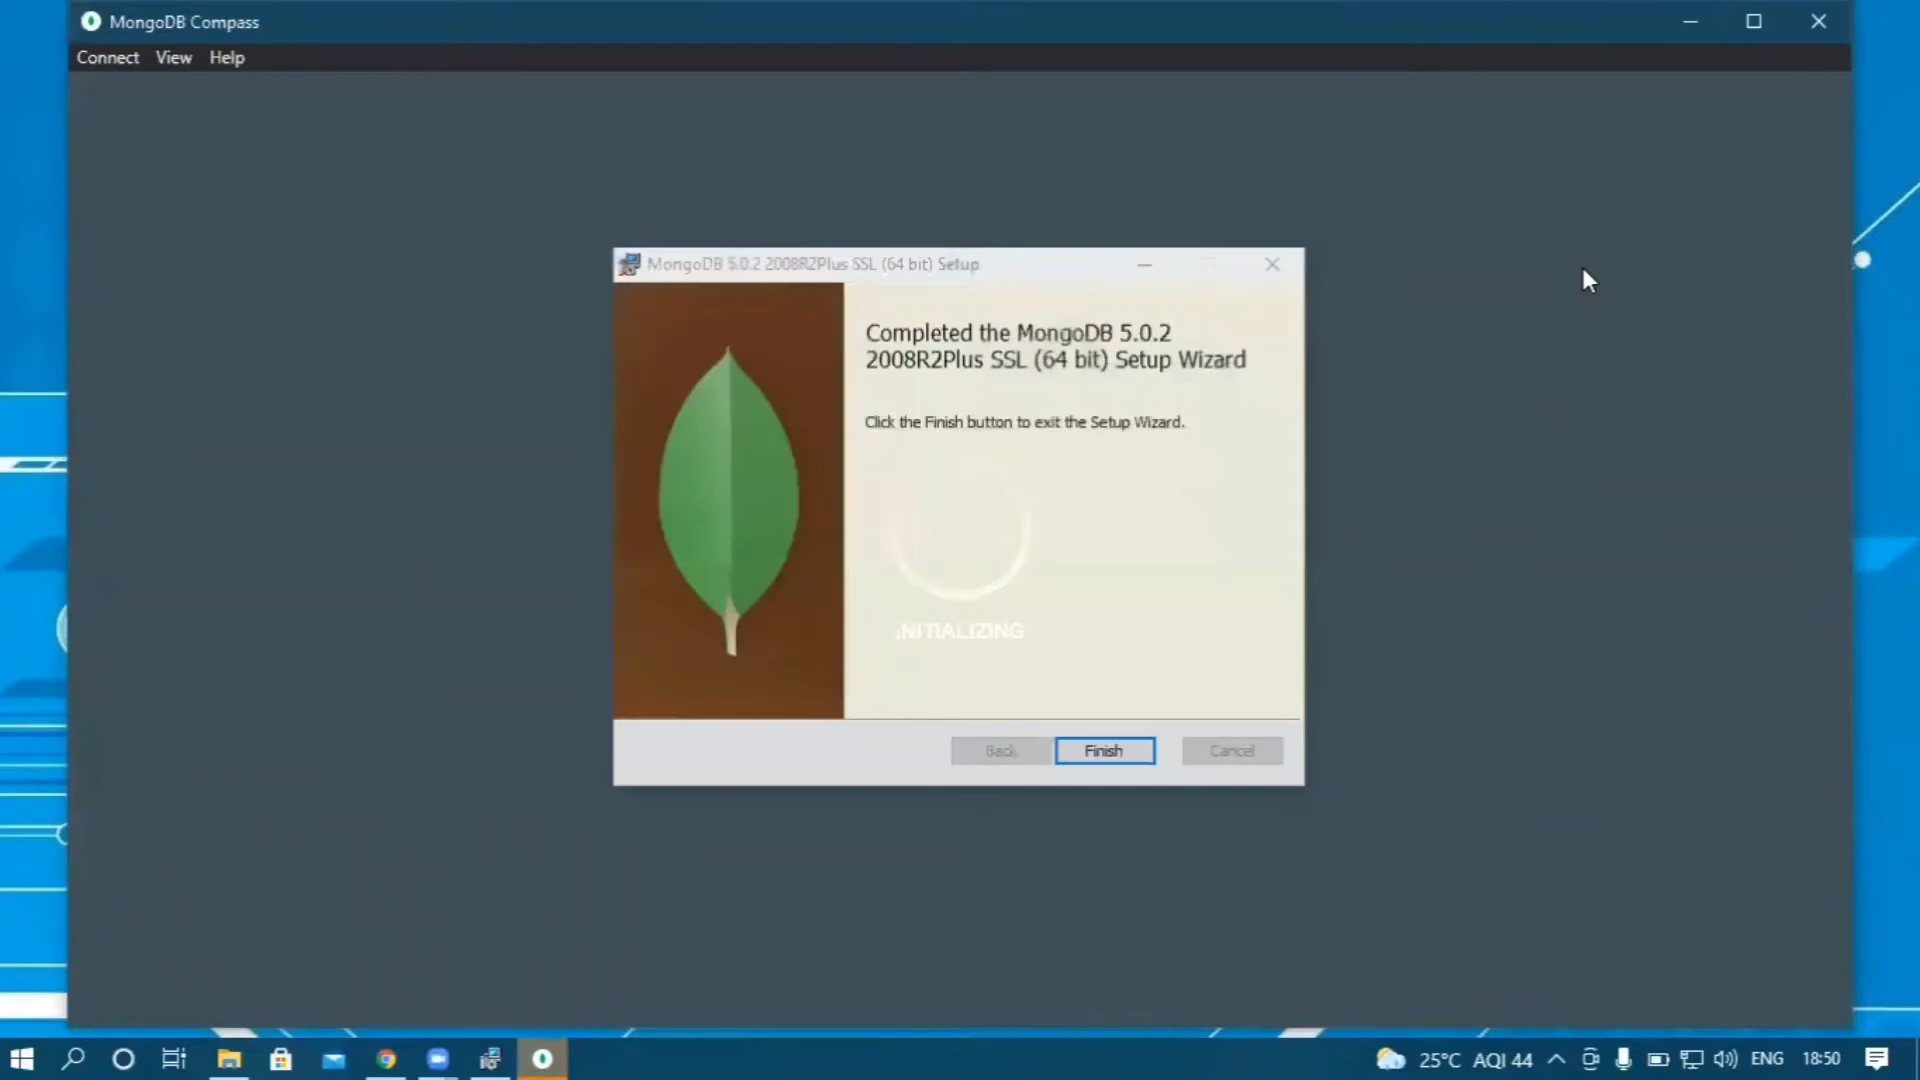 MongoDB Compass
Connect View Help
MongoDB 5.0.2 2008R2Plus SSL (64 bit) Setup
Completed the MongoDB 5.0.2
2008R2Plus SSL (64 bit) Setup Wizard
Click the Finish button to exit the Setup Wizard.
INITIALIZING
Back Finish Cancel
25°C AQI 44 ENG 18:50